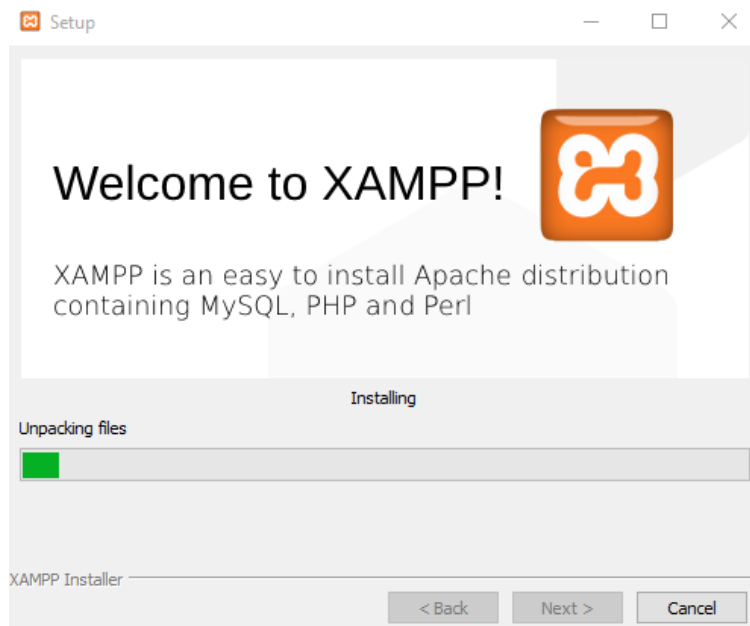 Setup
Welcome to XAMPP!
XAMPP is an easy to install Apache distribution
containing MySQL, PHP and Perl
Installing
Unpacking files
XAMPP Installer
< Back Next > Cancel